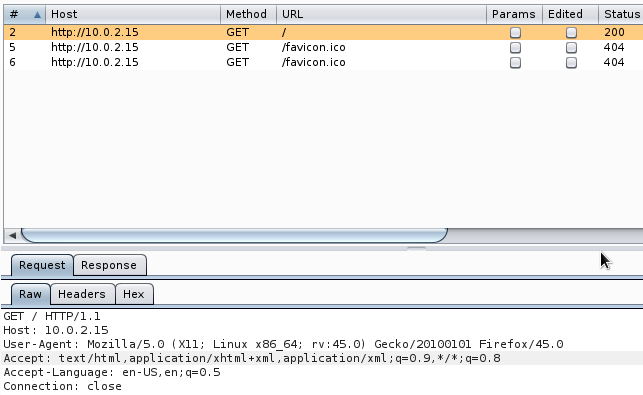 # Host Method URL Params Edited Status
2 http://10.0.2.15 GET / 200
5 http://10.0.2.15 GET /favicon.ico 404
6 http://10.0.2.15 GET /favicon.ico 404
Request Response
Raw Headers Hex
GET / HTTP/1.1
Host: 10.0.2.15
User-Agent: Mozilla/5.0 (X11; Linux x86_64; rv:45.0) Gecko/20100101 Firefox/45.0
Accept: text/html,application/xhtml+xml,application/xml;q=0.9,*/*;q=0.8
Accept-Language: en-US,en;q=0.5
Connection: close